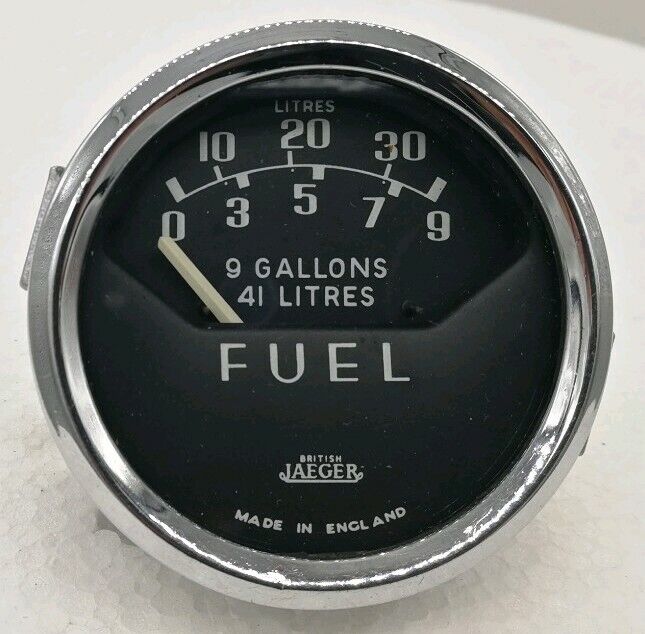 LITRES
10 20 30
0 3 5 7 9
9 GALLONS
41 LITRES
FUEL
BRITISH
JAEGER
MADE IN ENGLAND